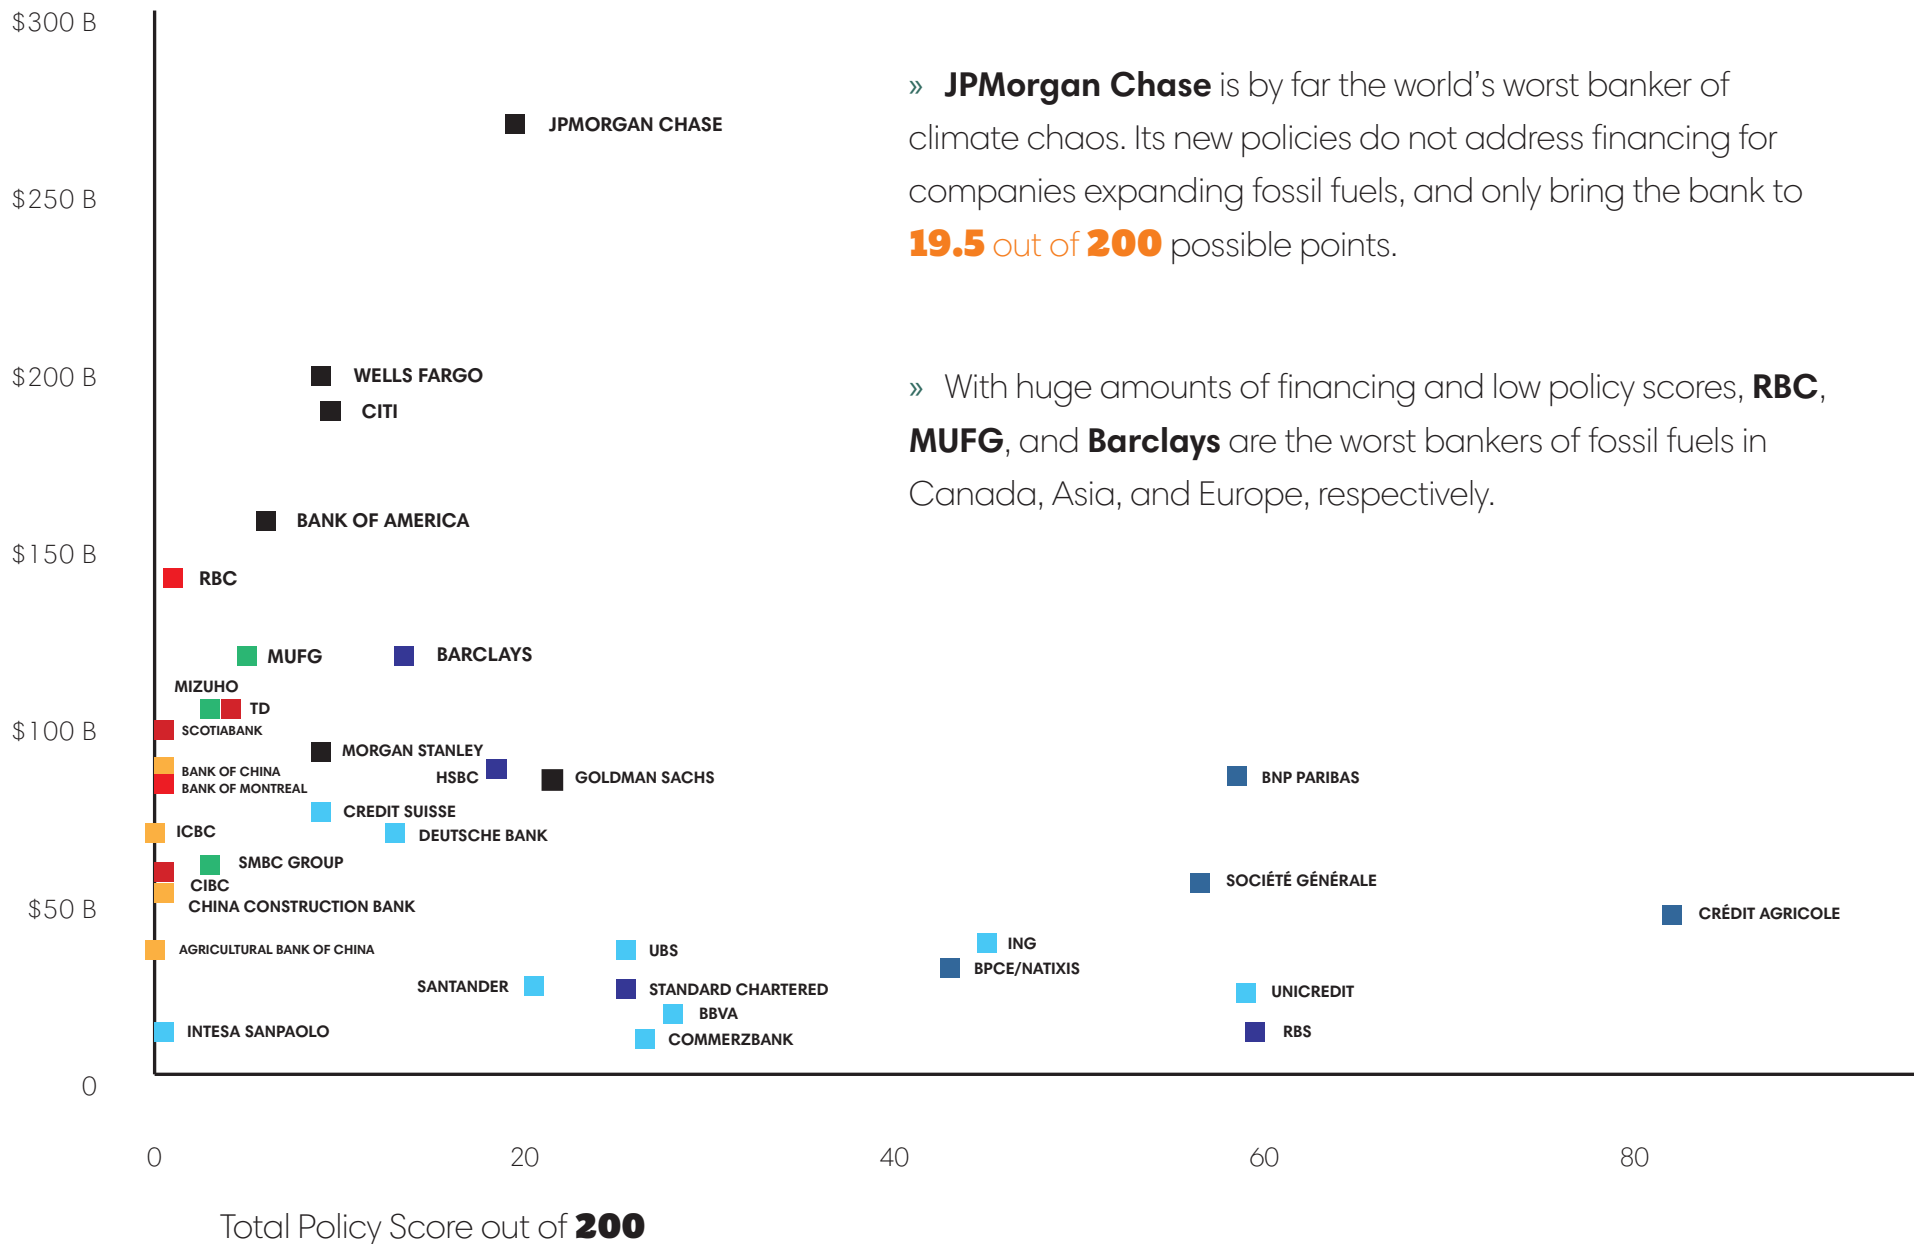 $300 B
» JPMorgan Chase is by far the world's worst banker of
climate chaos. Its new policies do not address financing for
companies expanding fossil fuels, and only bring the bank to
19.5 out of 200 possible points.
JPMORGAN CHASE
$250 B
» With huge amounts of financing and low policy scores, RBC,
MUFG, and Barclays are the worst bankers of fossil fuels in
Canada, Asia, and Europe, respectively.
$200 B
WELLS FARGO
CITI
BANK OF AMERICA
$150 B
RBC
MUFG
BARCLAYS
MIZUHO
TD
$100 B
SCOTIABANK
MORGAN STANLEY
BANK OF CHINA
HSBC
GOLDMAN SACHS
BNP PARIBAS
BANK OF MONTREAL
CREDIT SUISSE
ICBC
DEUTSCHE BANK
SMBC GROUP
CIBC
SOCIÉTÉ GÉNÉRALE
CHINA CONSTRUCTION BANK
$50 B
CRÉDIT AGRICOLE
AGRICULTURAL BANK OF CHINA
UBS
ING
BPCE/NATIXIS
SANTANDER
STANDARD CHARTERED
UNICREDIT
BBVA
INTESA SANPAOLO
COMMERZBANK
RBS
0
0
20
40
60
80
Total Policy Score out of 200